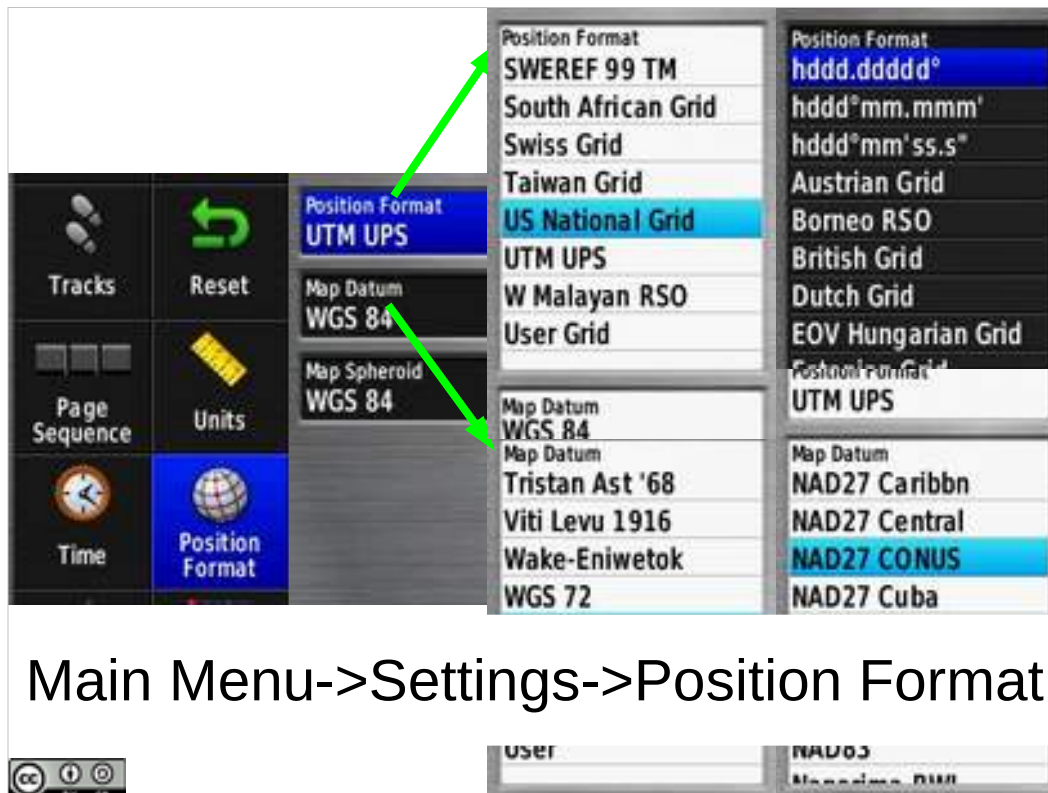 Tracks
Reset
Page
Sequence
Units
Time
Position
Format
Position Format
UTM UPS
Map Datum
WGS 84
Map Spheroid
WGS 84
Position Format
SWEREF 99 TM
South African Grid
Swiss Grid
Taiwan Grid
US National Grid
UTM UPS
W Malayan RSO
User Grid
Map Datum
WGS 84
Map Datum
Tristan Ast '68
Viti Levu 1916
Wake-Eniwetok
WGS 72
User
Position Format
hddd.ddddd°
hddd°mm.mmm'
hddd°mm'ss.s"
Austrian Grid
Borneo RSO
British Grid
Dutch Grid
EOV Hungarian Grid
Position Format
UTM UPS
Map Datum
NAD27 Caribbn
NAD27 Central
NAD27 CONUS
NAD27 Cuba
NAD83
Main Menu->Settings->Position Format
cc